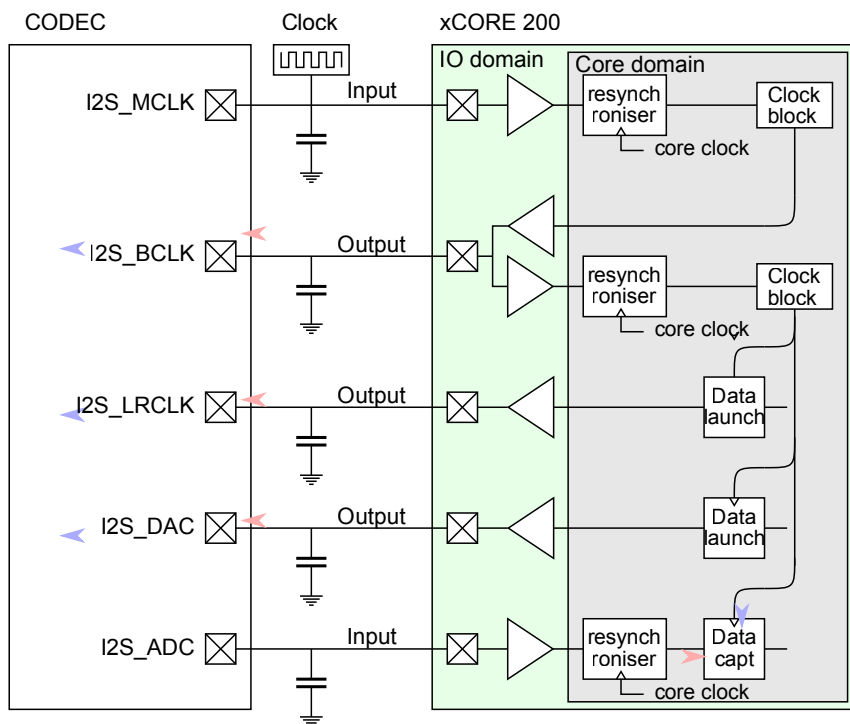 CODEC
Clock
xCORE 200
IO domain
Core domain
I2S_MCLK
Input
resynch
roniser
Clock
block
core clock
I2S_BCLK
Output
resynch
roniser
Clock
block
core clock
I2S_LRCLK
Output
Data
launch
I2S_DAC
Output
Data
launch
I2S_ADC
Input
resynch
roniser
Data
capt
core clock